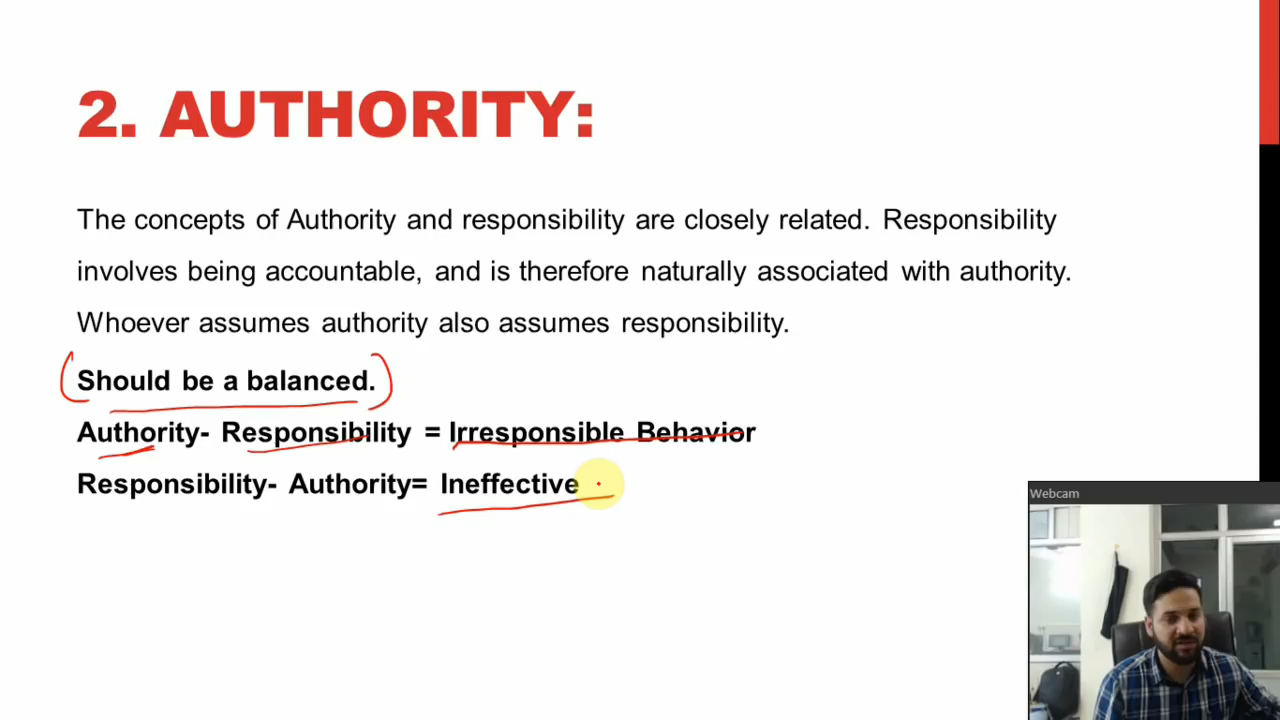 2. AUTHORITY:
The concepts of Authority and responsibility are closely related. Responsibility
involves being accountable, and is therefore naturally associated with authority.
Whoever assumes authority also assumes responsibility.
Should be a balanced.
Authority- Responsibility = Irresponsible Behavior
Responsibility- Authority= Ineffective
Webcam